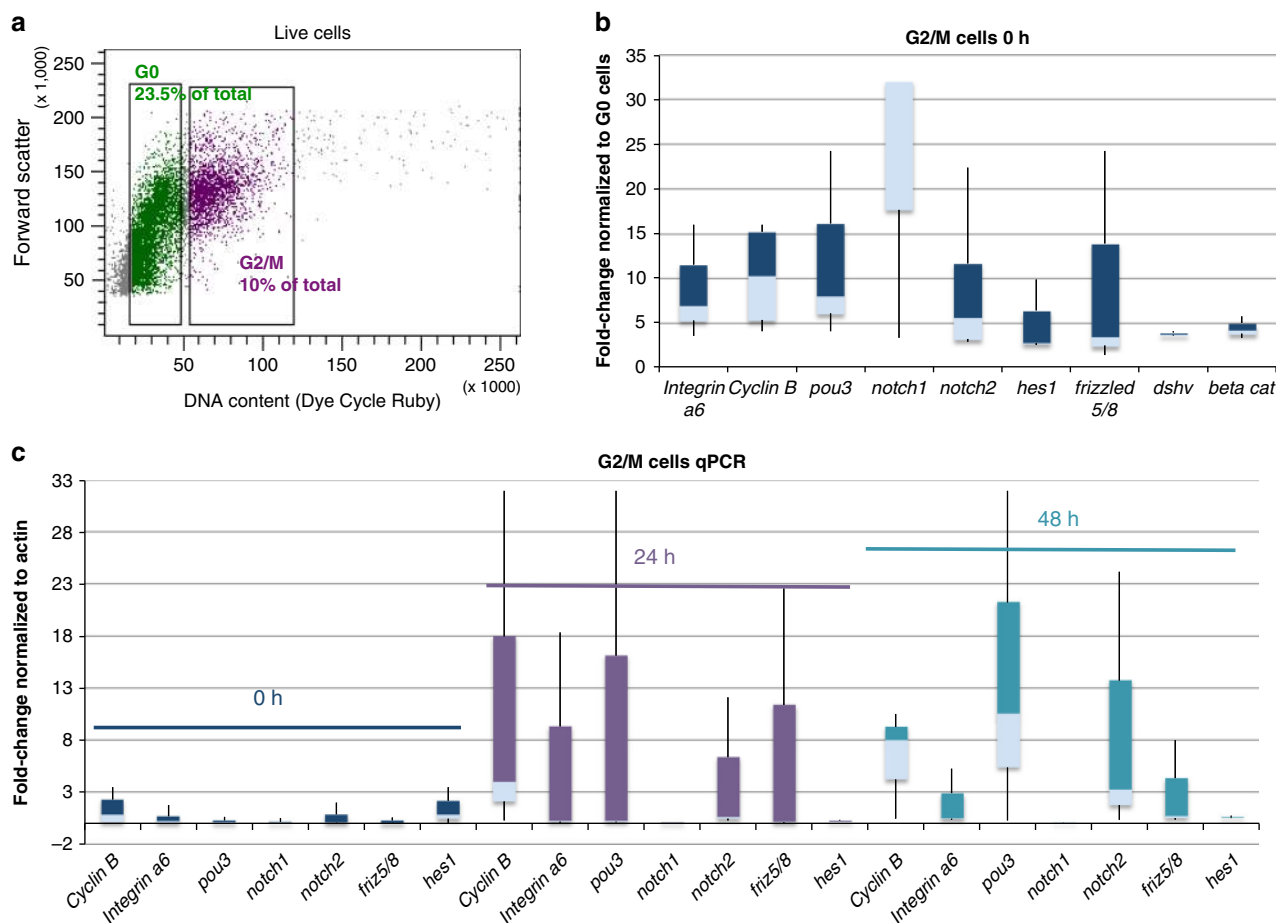 a
Live cells
Forward scatter
(x 1,000)
250
200
150
100
50
G0
23.5% of total
G2/M
10% of total
50
100
150
200
250
(x 1000)
DNA content (Dye Cycle Ruby)
b
G2/M cells 0 h
Fold-change normalized to G0 cells
35
30
25
20
15
10
5
0
Integrin a6
Cyclin B
pou3
notch1
notch2
hes1
frizzled 5/8
dshv
beta cat
c
G2/M cells qPCR
Fold-change normalized to actin
33
28
23
18
13
8
3
–2
0 h
24 h
48 h
Cyclin B
Integrin a6
pou3
notch1
notch2
friz5/8
hes1
Cyclin B
Integrin a6
pou3
notch1
notch2
friz5/8
hes1
Cyclin B
Integrin a6
pou3
notch1
notch2
friz5/8
hes1